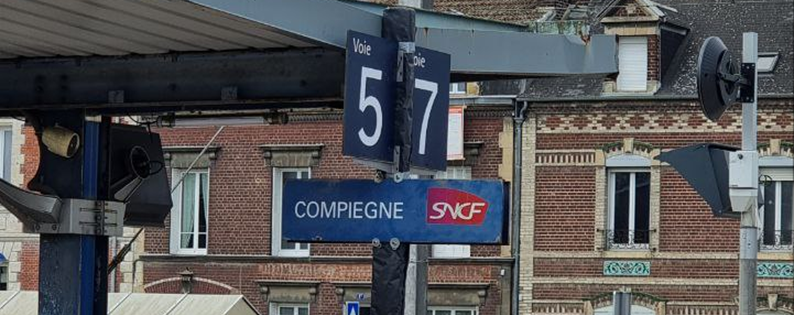 Voie
5
Voie
7
COMPIEGNE SNCF